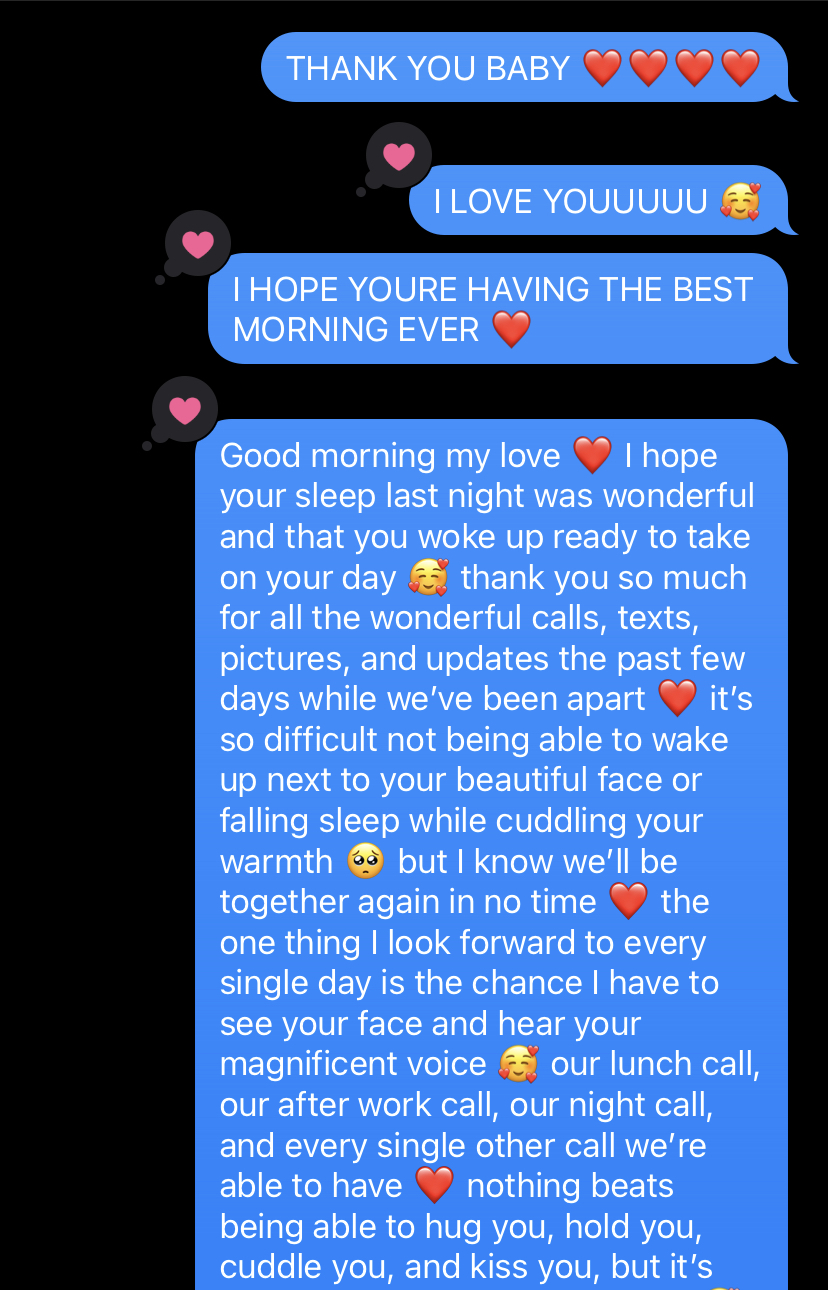 THANK YOU BABY ❤️❤️❤️❤️
I LOVE YOUUUUU 🥰
I HOPE YOURE HAVING THE BEST
MORNING EVER ❤️
Good morning my love ❤️ I hope
your sleep last night was wonderful
and that you woke up ready to take
on your day 🥰 thank you so much
for all the wonderful calls, texts,
pictures, and updates the past few
days while we’ve been apart ❤️ it’s
so difficult not being able to wake
up next to your beautiful face or
falling sleep while cuddling your
warmth 🥺 but I know we’ll be
together again in no time ❤️ the
one thing I look forward to every
single day is the chance I have to
see your face and hear your
magnificent voice 🥰 our lunch call,
our after work call, our night call,
and every single other call we’re
able to have ❤️ nothing beats
being able to hug you, hold you,
cuddle you, and kiss you, but it’s